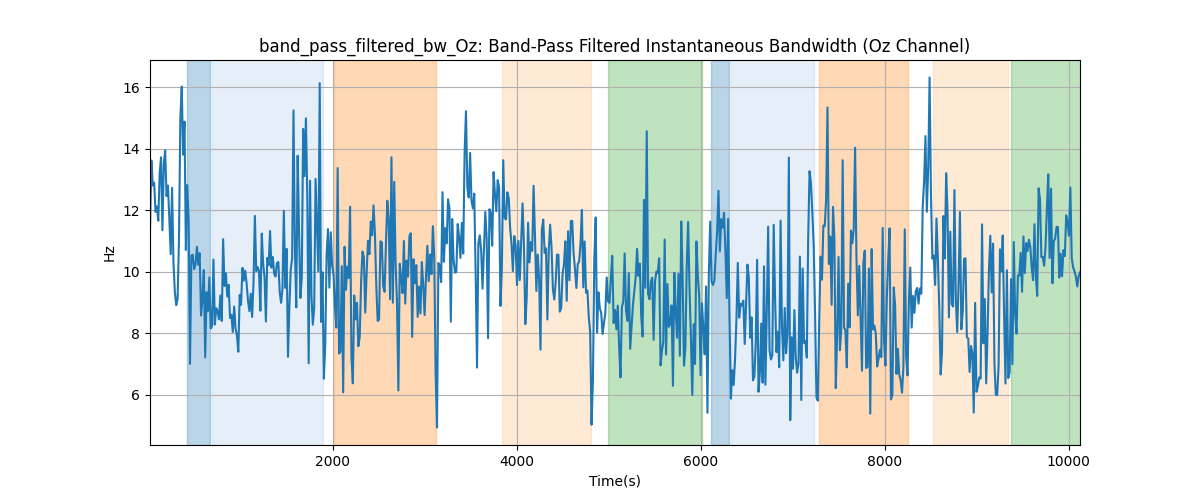 band_pass_filtered_bw_Oz: Band-Pass Filtered Instantaneous Bandwidth (Oz Channel)
16
14
12
10
8
6
Hz
2000 4000 6000 8000 10000
Time(s)